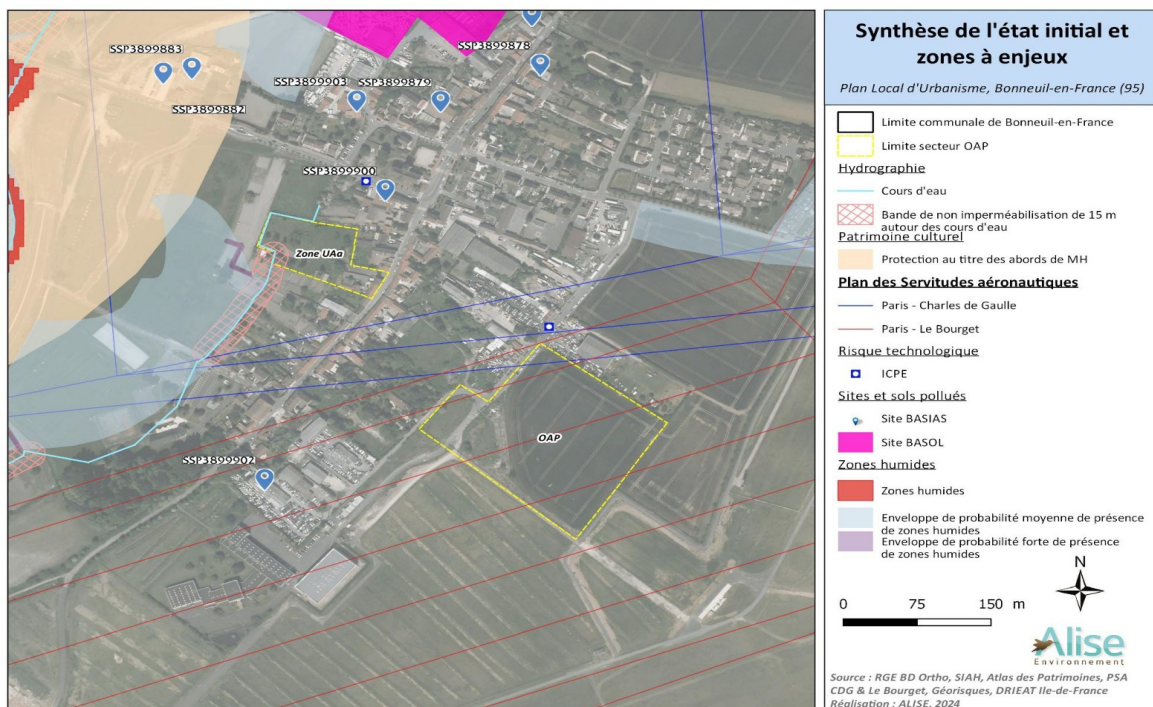 SSP3899883
SSP3899878
SSP3899903
SSP3899879
SSP3899882
SSP3899900
Zone UAa
OAP
SSP3899902
Synthèse de l'état initial et
zones à enjeux
Plan Local d'Urbanisme, Bonneuil-en-France (95)
Limite communale de Bonneuil-en-France
Limite secteur OAP
Hydrographie
Cours d'eau
Bande de non imperméabilisation de 15 m
autour des cours d'eau
Patrimoine culturel
Protection au titre des abords de MH
Plan des Servitudes aéronautiques
Paris - Charles de Gaulle
Paris - Le Bourget
Risque technologique
ICPE
Sites et sols pollués
Site BASIAS
Site BASOL
Zones humides
Zones humides
Enveloppe de probabilité moyenne de présence
de zones humides
Enveloppe de probabilité forte de présence
de zones humides
N
0 75 150 m
Alise
Environnement
Source : RGE BD Ortho, SIAH, Atlas des Patrimoines, PSA
CDG & Le Bourget, Géorisques, DRIEAT Ile-de-France
Réalisation : ALISE, 2024